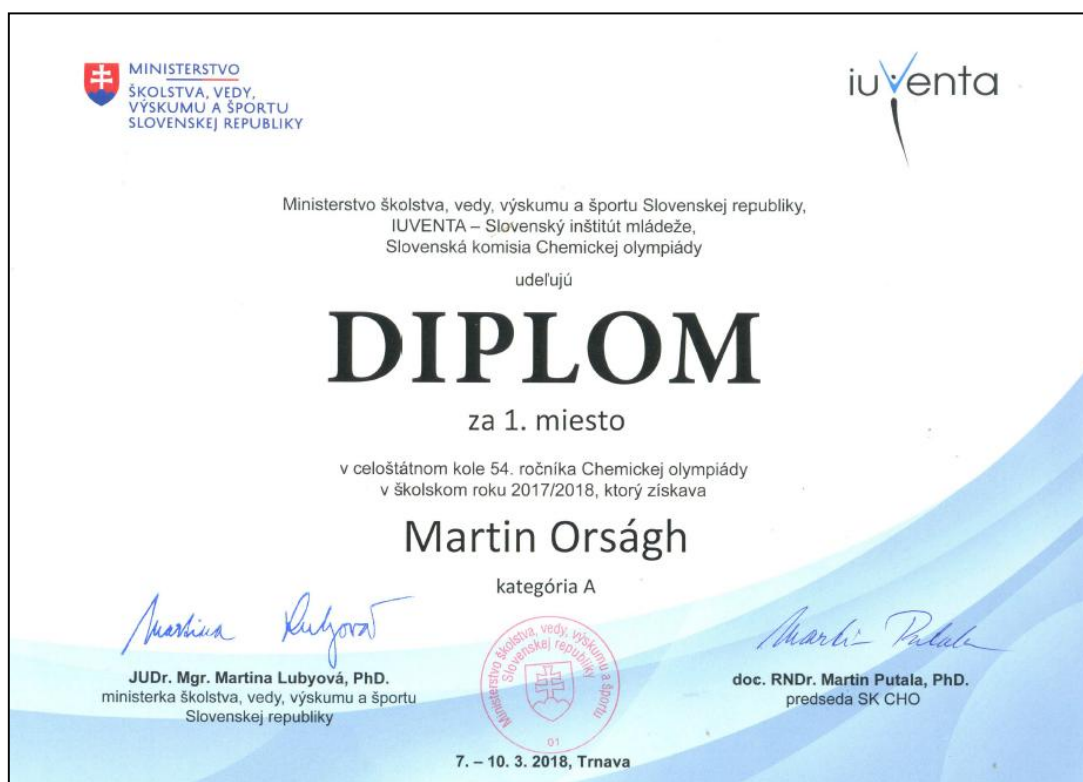 MINISTERSTVO
ŠKOLSTVA, VEDY,
VÝSKUMU A ŠPORTU
SLOVENSKEJ REPUBLIKY
iuventa
Ministerstvo školstva, vedy, výskumu a športu Slovenskej republiky,
IUVENTA – Slovenský inštitút mládeže,
Slovenská komisia Chemickej olympiády
udeľujú
DIPLOM
za 1. miesto
v celoštátnom kole 54. ročníka Chemickej olympiády
v školskom roku 2017/2018, ktorý získava
Martin Orságh
kategória A
Martina Lubyová
Martin Putala
JUDr. Mgr. Martina Lubyová, PhD.
ministerka školstva, vedy, výskumu a športu
Slovenskej republiky
Ministerstvo školstva, vedy, výskumu a športu
Slovenskej republiky
01
doc. RNDr. Martin Putala, PhD.
predseda SK CHO
7. – 10. 3. 2018, Trnava